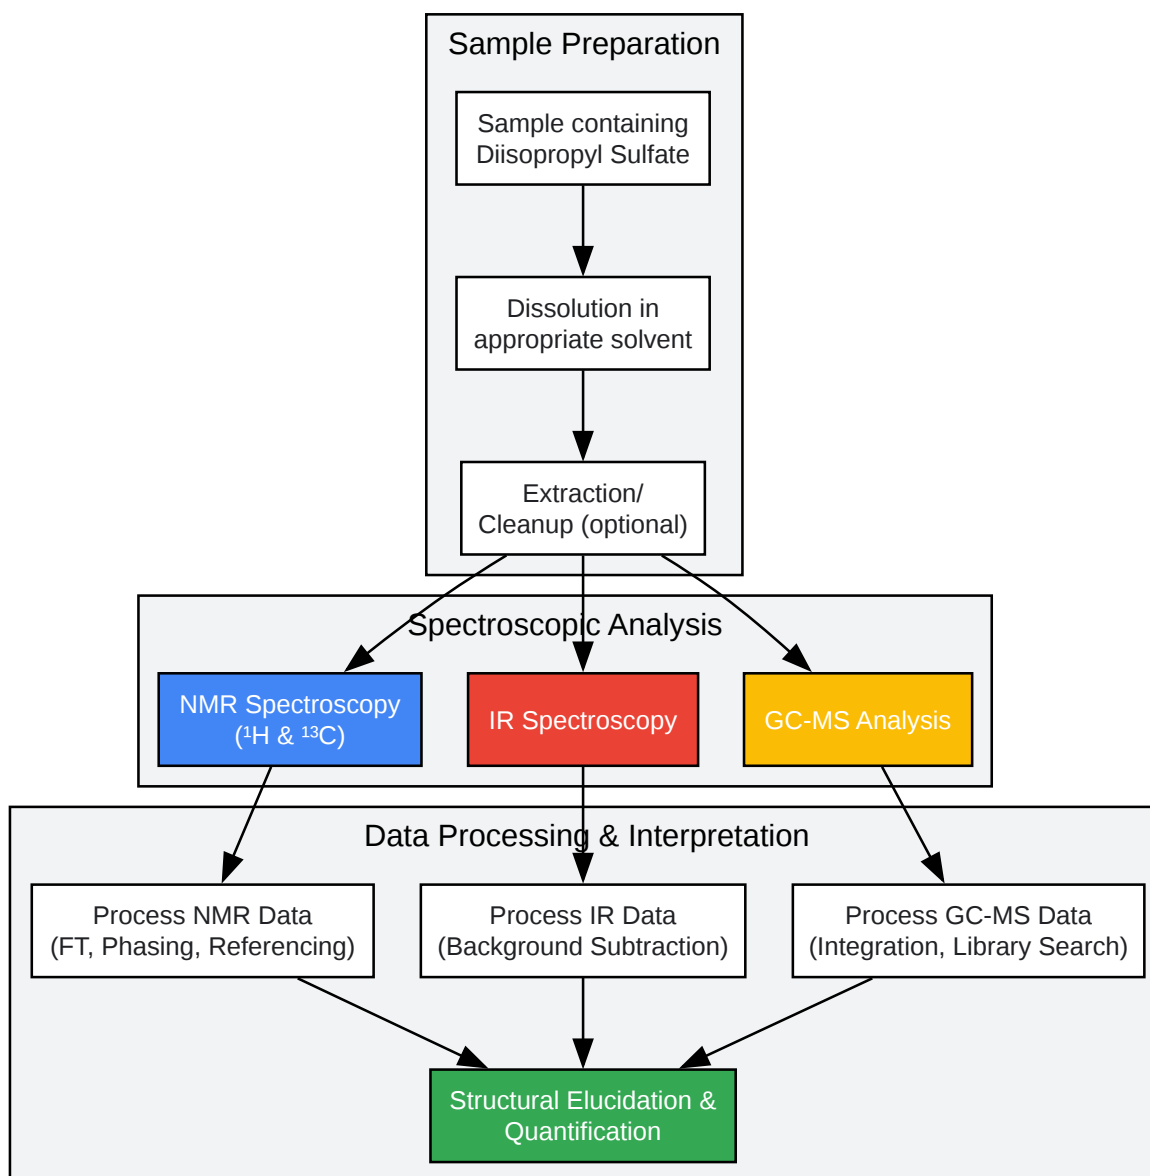 Sample Preparation
Sample containing
Diisopropyl Sulfate
Dissolution in
appropriate solvent
Extraction/
Cleanup (optional)
Spectroscopic Analysis
NMR Spectroscopy
(¹H & ¹³C)
IR Spectroscopy
GC-MS Analysis
Data Processing & Interpretation
Process NMR Data
(FT, Phasing, Referencing)
Process IR Data
(Background Subtraction)
Process GC-MS Data
(Integration, Library Search)
Structural Elucidation &
Quantification